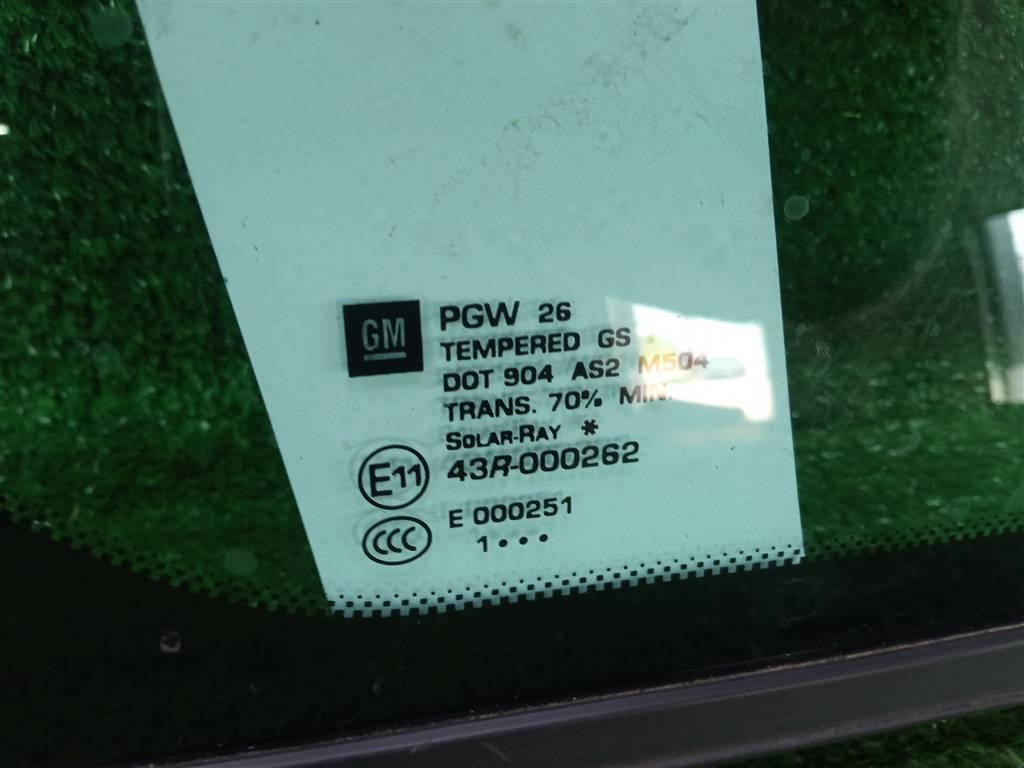 GM
PGW 26
TEMPERED GS
DOT 904 AS2 M504
TRANS. 70% MIN.
SOLAR-RAY *
E11 43R-000262
CCC E 000251
1•••